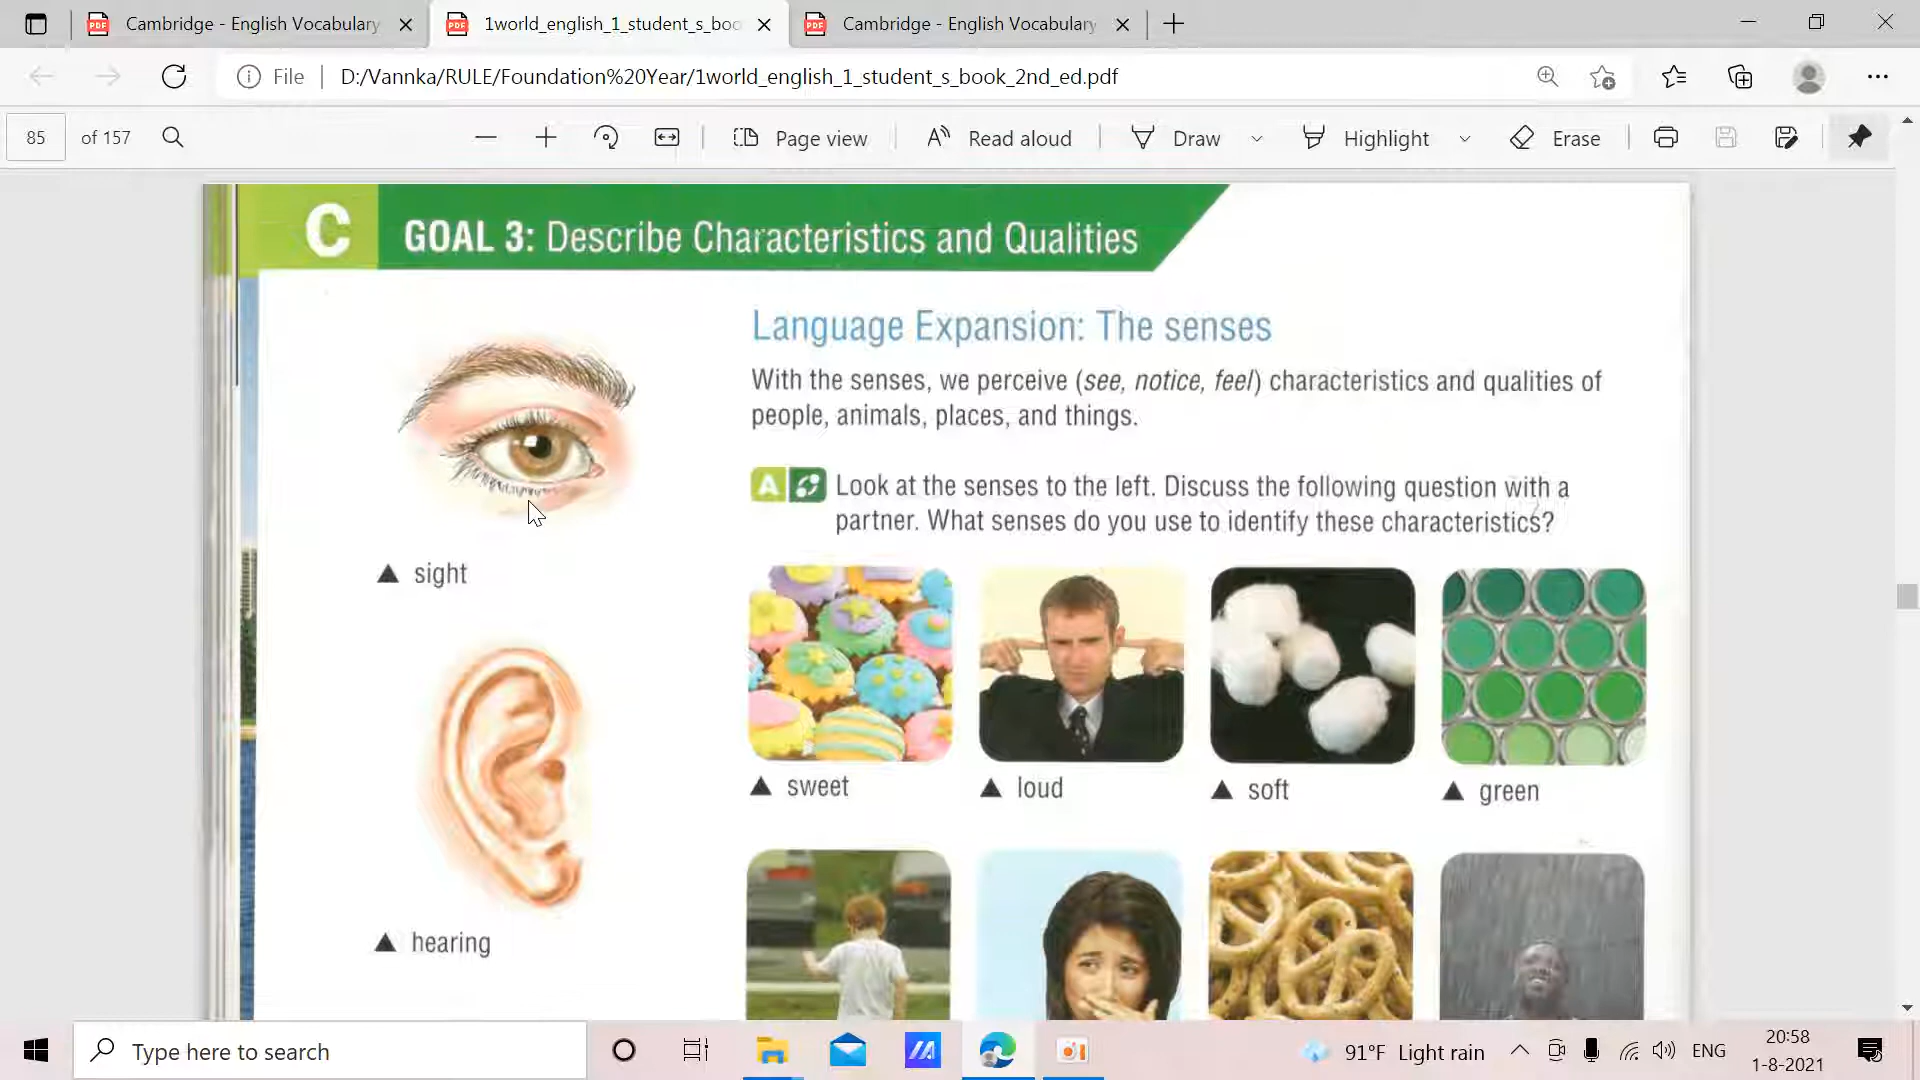 Cambridge - English Vocabulary
1world_english_1_student_s_boo
Cambridge - English Vocabulary
File
D:/Vannka/RULE/Foundation%20Year/1world_english_1_student_s_book_2nd_ed.pdf
85 of 157
Page view
Read aloud
Draw
Highlight
Erase
C GOAL 3: Describe Characteristics and Qualities
Language Expansion: The senses
With the senses, we perceive (see, notice, feel) characteristics and qualities of
people, animals, places, and things.
A Look at the senses to the left. Discuss the following question with a
partner. What senses do you use to identify these characteristics?
▲ sight
▲ sweet
▲ loud
▲ soft
▲ green
▲ hearing
Type here to search
91°F Light rain
ENG
20:58
1-8-2021